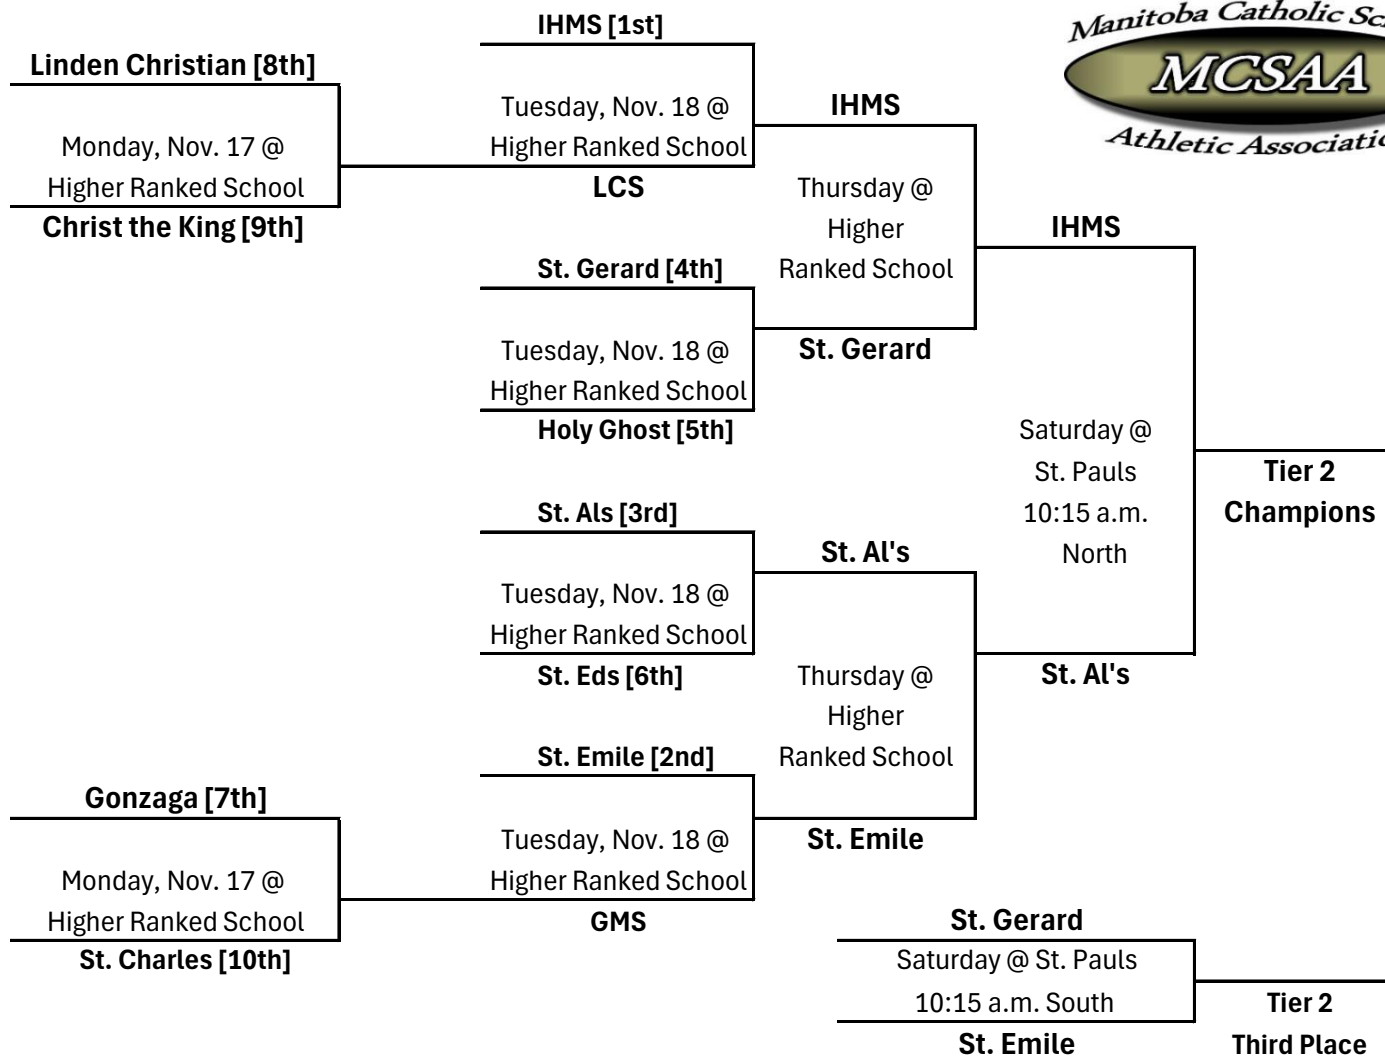 IHMS [1st]
Manitoba Catholic
MCSAA
Athletic
Linden Christian [8th]
Tuesday, Nov. 18 @
Higher Ranked School
IHMS
Monday, Nov. 17 @
Higher Ranked School
LCS
Thursday @
Higher
Ranked School
Christ the King [9th]
IHMS
St. Gerard [4th]
Tuesday, Nov. 18 @
Higher Ranked School
St. Gerard
Holy Ghost [5th]
Saturday @
St. Pauls
10:15 a.m.
North
Tier 2
Champions
St. Als [3rd]
St. Al's
Tuesday, Nov. 18 @
Higher Ranked School
St. Eds [6th]
Thursday @
Higher
Ranked School
St. Al's
St. Emile [2nd]
Gonzaga [7th]
Tuesday, Nov. 18 @
Higher Ranked School
St. Emile
Monday, Nov. 17 @
Higher Ranked School
GMS
St. Charles [10th]
St. Gerard
Saturday @ St. Pauls
10:15 a.m. South
St. Emile
Tier 2
Third Place